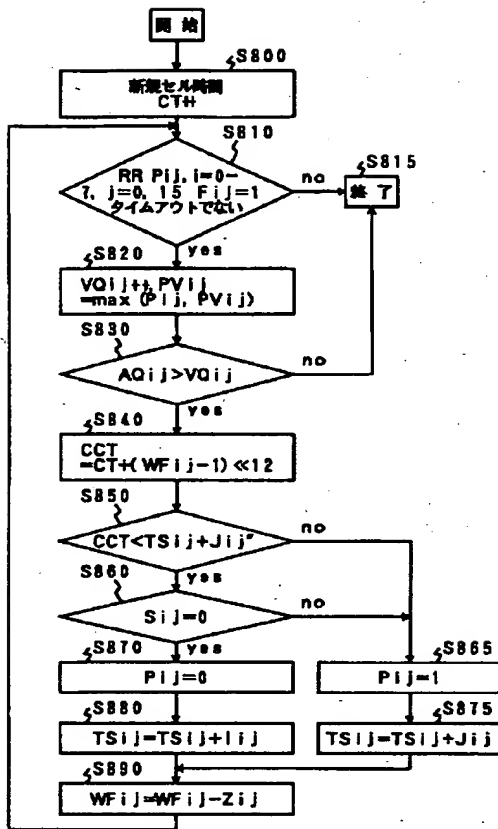 開始
S800
新規セル時間
CT++
S810
RR Pij, i=0-
7, j=0, 15 Fij=1
タイムアウトでない
no
S815
終了
yes
S820
VQij++, PVij
=max (Pij, PVij)
S830
AQij>VQij
no
yes
S840
CCT
=CT+(WFij-1)≪12
S850
CCT<TSij+Jij"
no
yes
S860
Sij=0
no
yes
S870
Pij=0
S865
Pij=1
S880
TSij=TSij+Iij
S875
TSij=TSij+Jij
S890
WFij=WFij-Zij